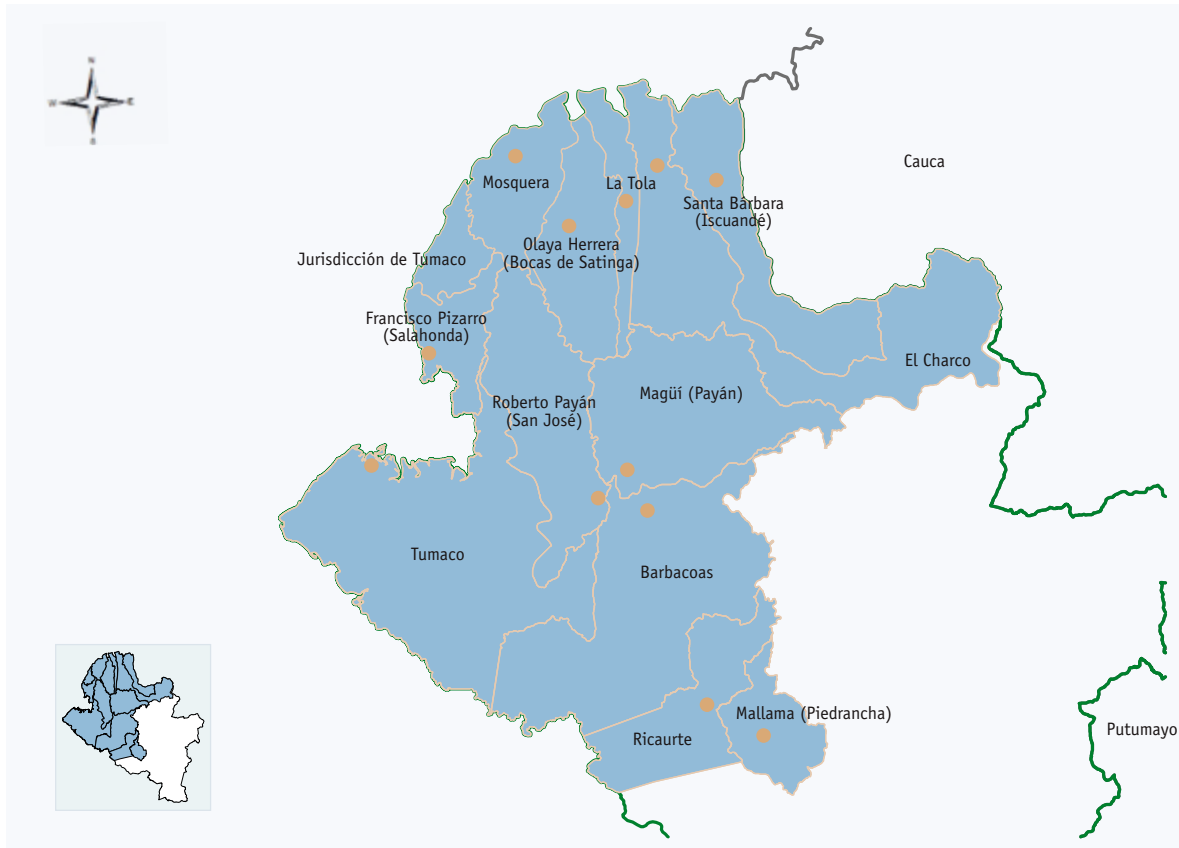 N
W E
S
Cauca
Mosquera
La Tola
Santa Bárbara
(Iscuandé)
Olaya Herrera
(Bocas de Satinga)
Jurisdicción de Tumaco
Francisco Pizarro
(Salahonda)
El Charco
Magüí (Payán)
Roberto Payán
(San José)
Tumaco
Barbacoas
Mallama (Piedrancha)
Ricaurte
Putumayo